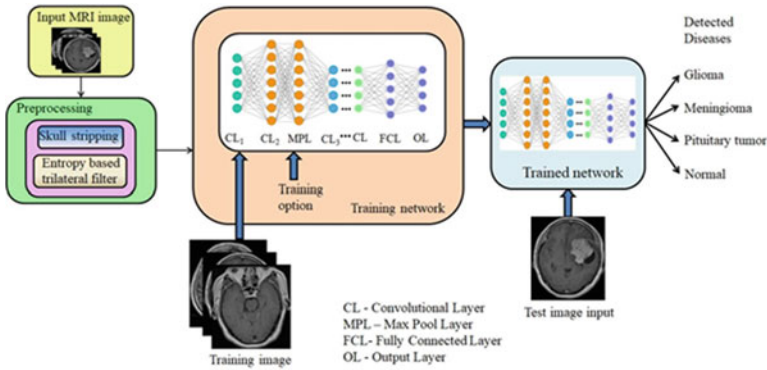 Input MRI image
Preprocessing
Skull stripping
Entropy based
trilateral filter
CL₁ CL₂ MPL CL₃ ••• CL FCL OL
Training
option
Training network
Training image
CL - Convolutional Layer
MPL – Max Pool Layer
FCL- Fully Connected Layer
OL - Output Layer
Trained network
Test image input
Detected
Diseases
Glioma
Meningioma
Pituitary tumor
Normal